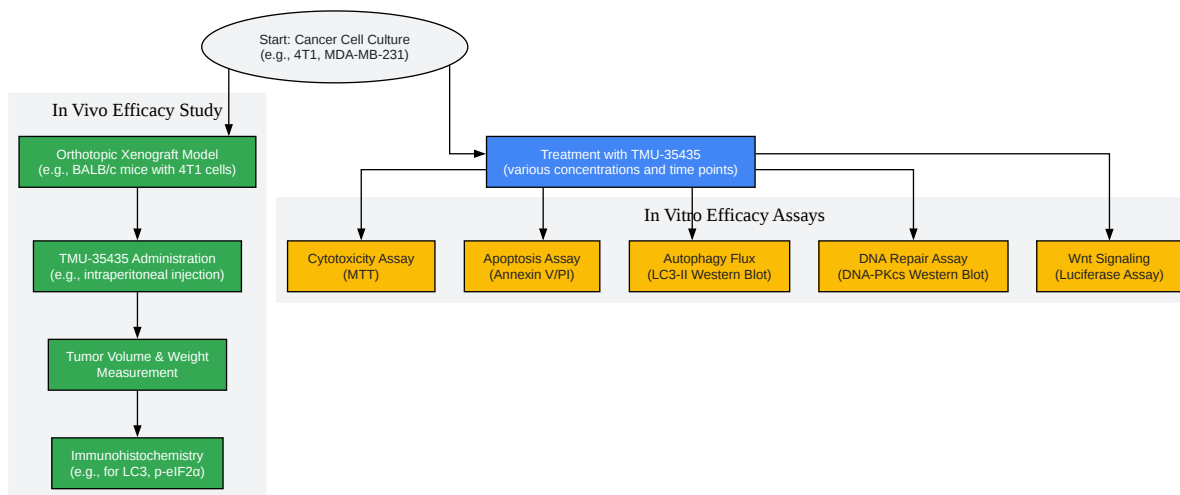 Start: Cancer Cell Culture
(e.g., 4T1, MDA-MB-231)
In Vivo Efficacy Study
Orthotopic Xenograft Model
(e.g., BALB/c mice with 4T1 cells)
TMU-35435 Administration
(e.g., intraperitoneal injection)
Tumor Volume & Weight
Measurement
Immunohistochemistry
(e.g., for LC3, p-eIF2α)
Treatment with TMU-35435
(various concentrations and time points)
In Vitro Efficacy Assays
Cytotoxicity Assay
(MTT)
Apoptosis Assay
(Annexin V/PI)
Autophagy Flux
(LC3-II Western Blot)
DNA Repair Assay
(DNA-PKcs Western Blot)
Wnt Signaling
(Luciferase Assay)